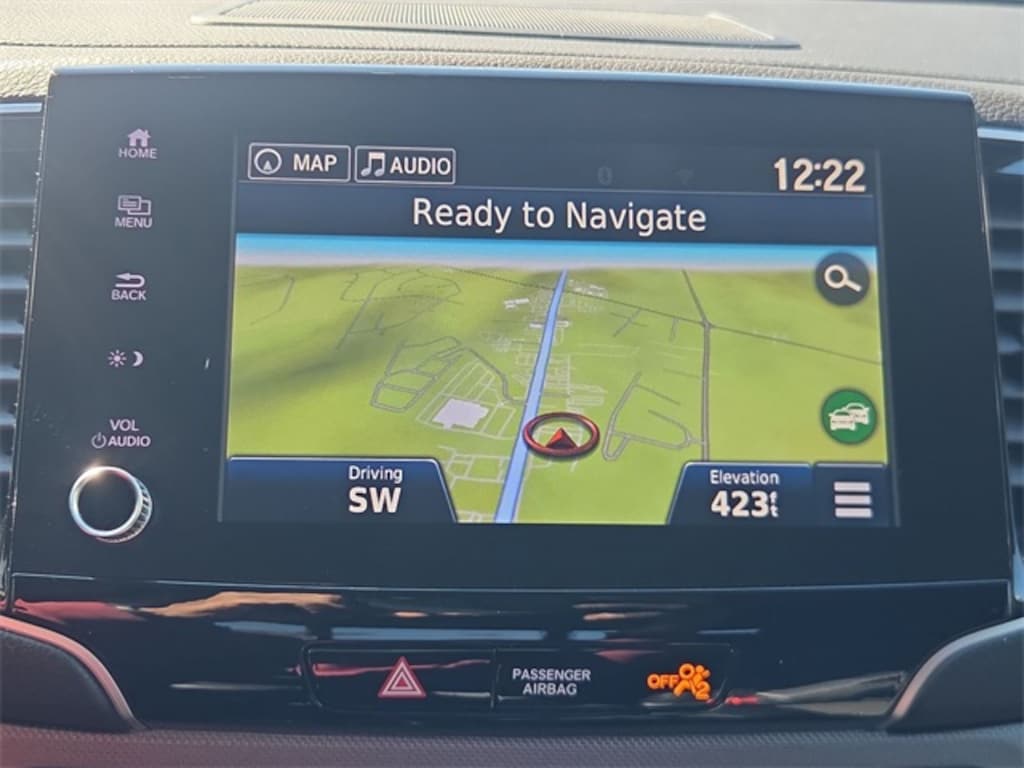 HOME
MENU
BACK
VOL
AUDIO
MAP
AUDIO
12:22
Ready to Navigate
Driving
SW
Elevation
423ft
PASSENGER
AIRBAG
OFF
2